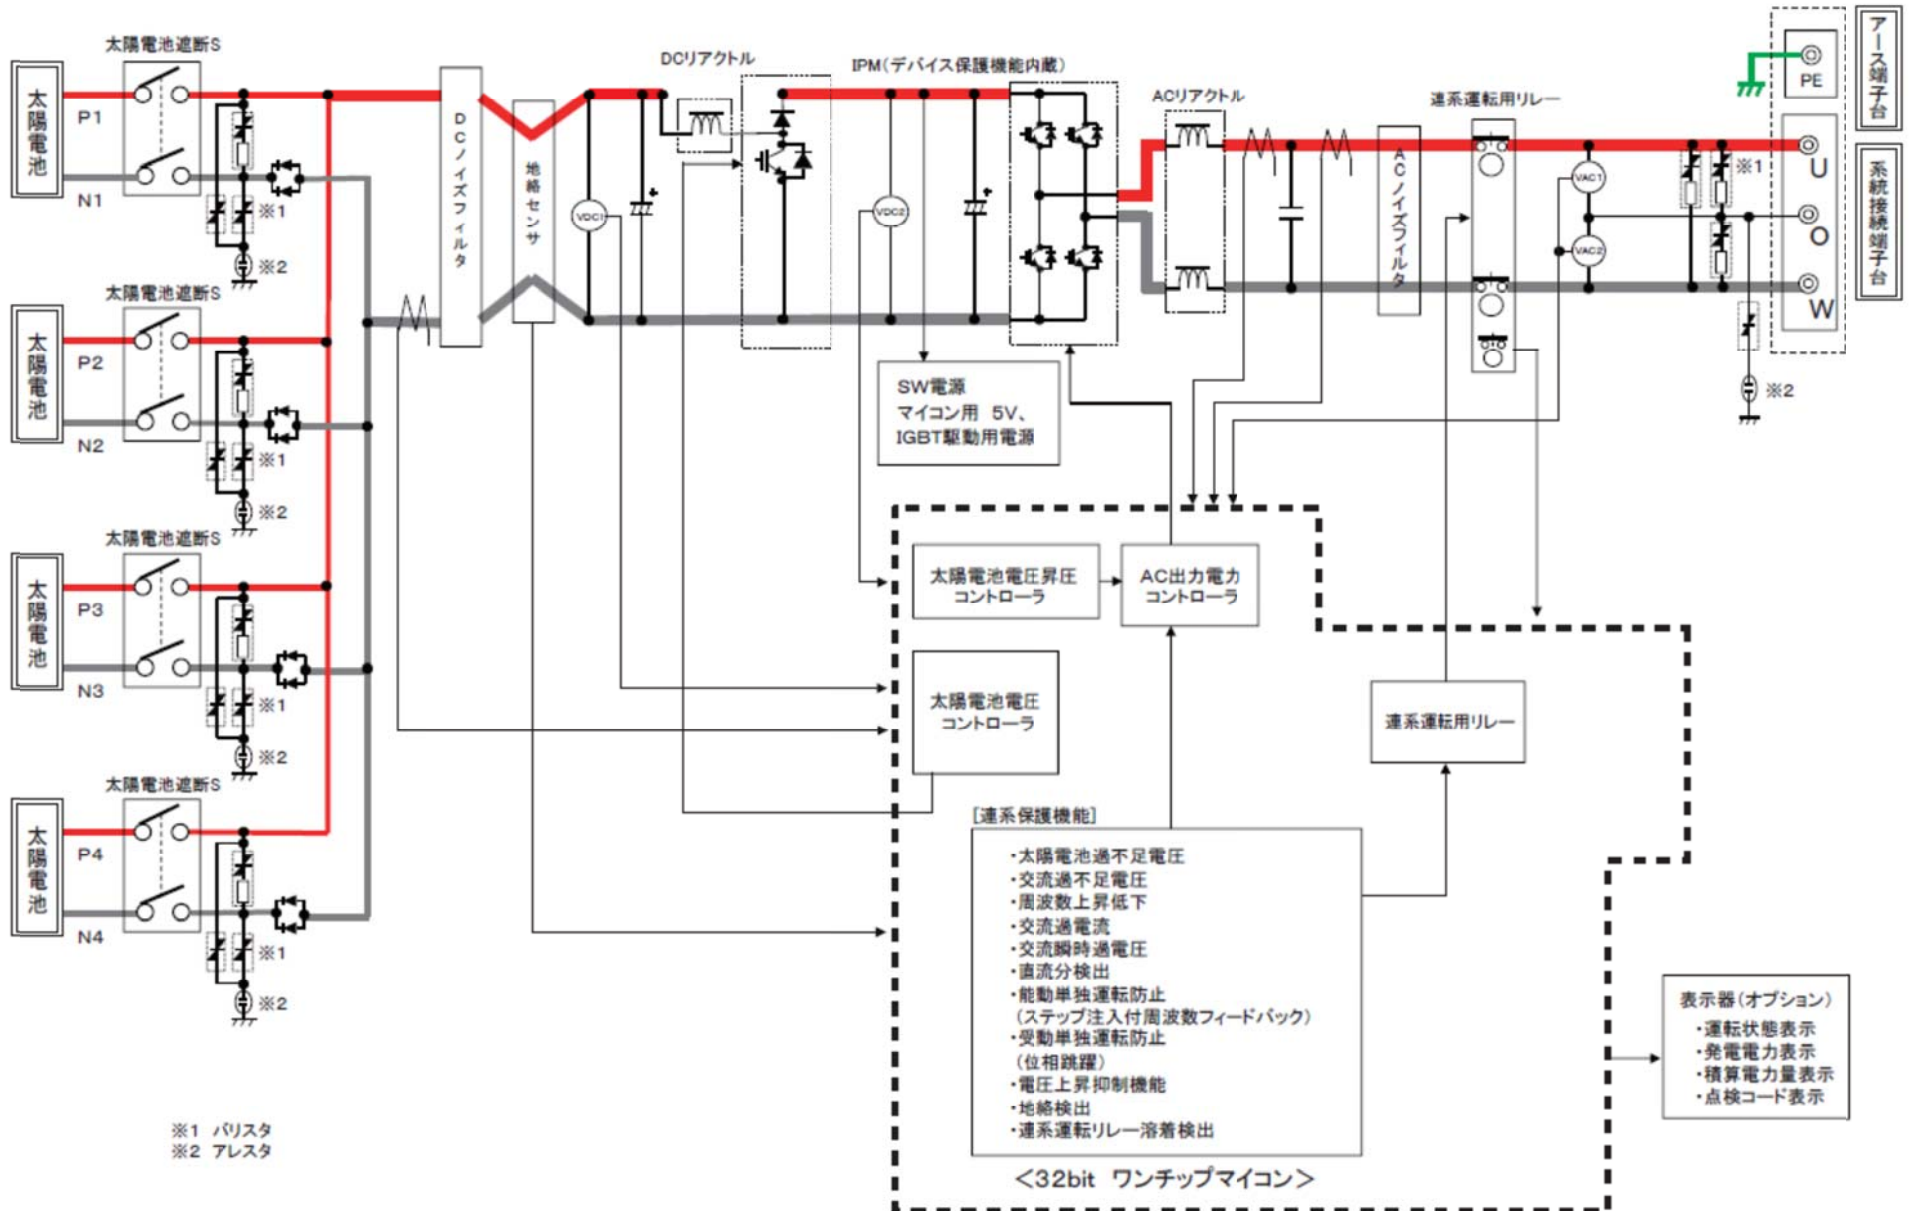 太陽電池遮断S
太陽電池
P1
N1
※1
※2
太陽電池遮断S
太陽電池
P2
N2
※1
※2
太陽電池遮断S
太陽電池
P3
N3
※1
※2
太陽電池遮断S
太陽電池
P4
N4
※1
※2
※1 バリスタ
※2 アレスタ
DCノイズフィルタ
地絡センサ
VDC1
DCリアクトル
IPM(デバイス保護機能内蔵)
VDC2
SW電源
マイコン用 5V、
IGBT駆動用電源
ACリアクトル
ACノイズフィルタ
連系運転用リレー
VAC1
VAC2
※1
※2
PE
U
O
W
アース端子台
系統接続端子台
太陽電池電圧昇圧
コントローラ
AC出力電力
コントローラ
太陽電池電圧
コントローラ
連系運転用リレー
[連系保護機能]
・太陽電池過不足電圧
・交流過不足電圧
・周波数上昇低下
・交流過電流
・交流瞬時過電圧
・直流分検出
・能動単独運転防止
(ステップ注入付周波数フィードバック)
・受動単独運転防止
(位相跳躍)
・電圧上昇抑制機能
・地絡検出
・連系運転リレー溶着検出
＜32bit ワンチップマイコン＞
表示器(オプション)
・運転状態表示
・発電電力表示
・積算電力量表示
・点検コード表示